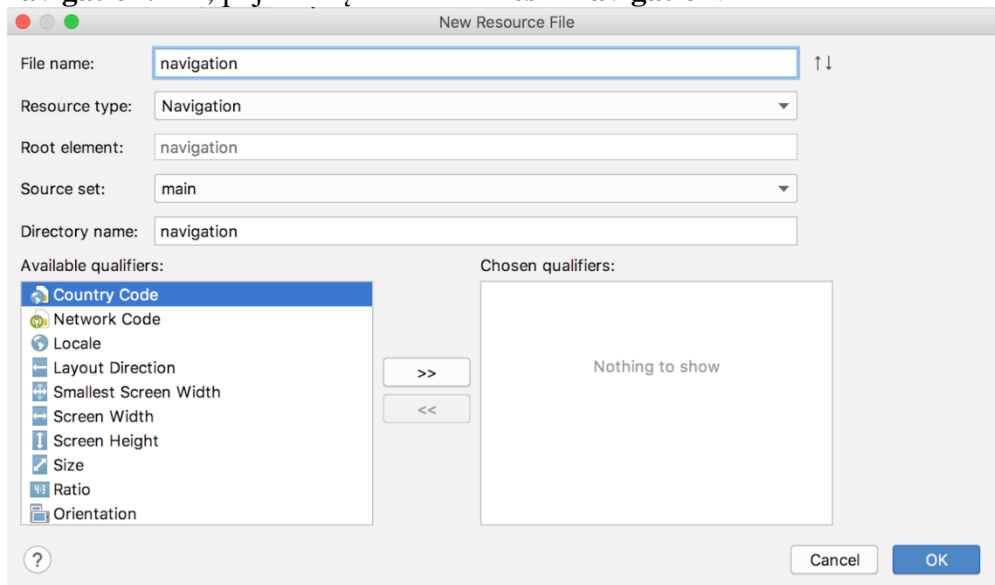 New Resource File
File name: navigation
Resource type: Navigation
Root element: navigation
Source set: main
Directory name: navigation
Available qualifiers: Chosen qualifiers:
Country Code
Network Code
Locale
Layout Direction
Smallest Screen Width
Screen Width
Screen Height
Size
Ratio
Orientation
>>
<<
Nothing to show
? Cancel OK